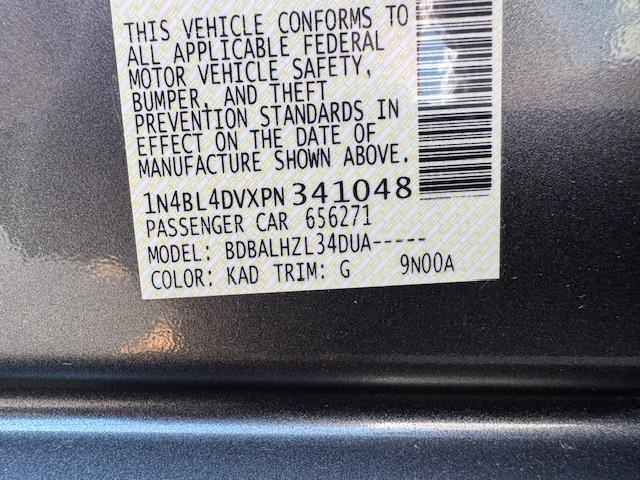 THIS VEHICLE CONFORMS TO
ALL APPLICABLE FEDERAL
MOTOR VEHICLE SAFETY,
BUMPER, AND THEFT
PREVENTION STANDARDS IN
EFFECT ON THE DATE OF
MANUFACTURE SHOWN ABOVE.
1N4BL4DVXPN341048
PASSENGER CAR 656271
MODEL: BDBALHZL34DUA-----
COLOR: KAD TRIM: G 9N00A